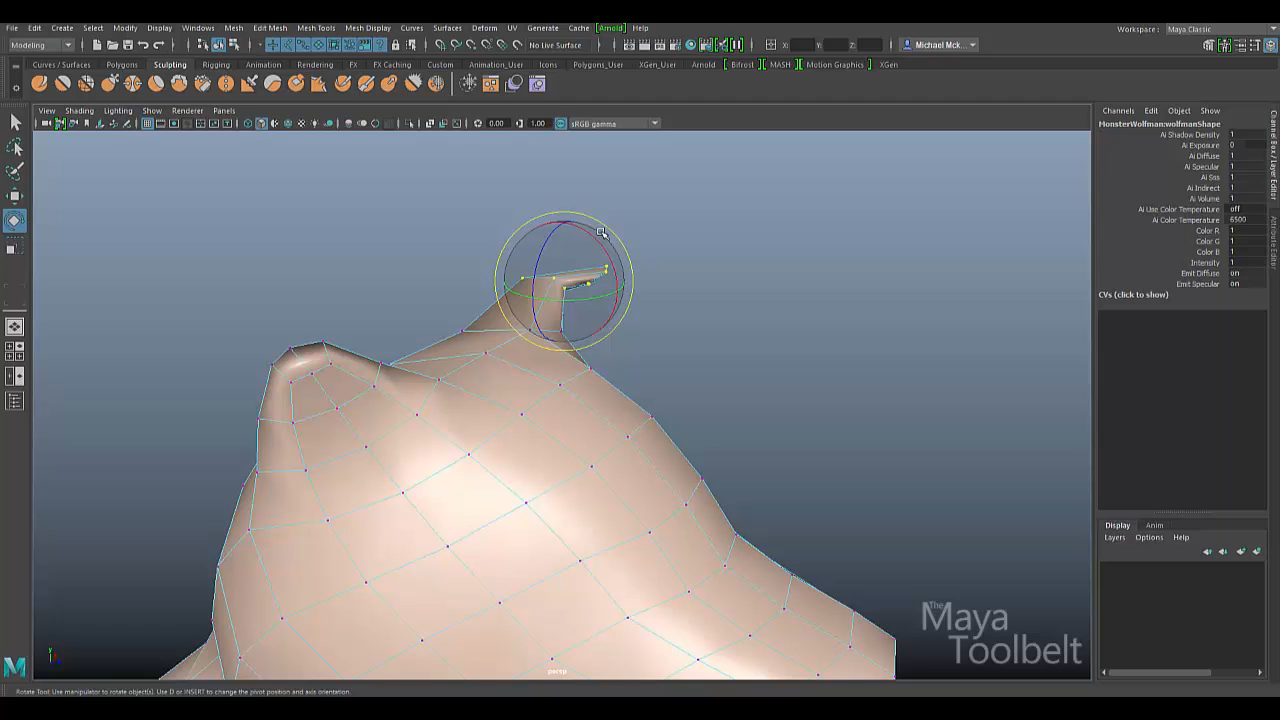 File Edit Create Select Modify Display Windows Mesh Edit Mesh Mesh Tools Mesh Display Curves Surfaces Deform UV Generate Cache [Arnold] Help
Workspace: Maya Classic
Modeling No Live Surface X: Y: Z: Michael Mck...
Curves / Surfaces Polygons Sculpting Rigging Animation Rendering FX FX Caching Custom Animation_User Icons Polygons_User XGen_User Arnold Bifrost MASH Motion Graphics XGen
View Shading Lighting Show Renderer Panels
0.00 1.00 sRGB gamma
Channels Edit Object Show
MonsterWolfman:wolfmanShape
Ai Shadow Density 1
Ai Exposure 0
Ai Diffuse 1
Ai Specular 1
Ai Sss 1
Ai Indirect 1
Ai Volume 1
Ai Use Color Temperature off
Ai Color Temperature 6500
Color R 1
Color G 1
Color B 1
Intensity 1
Emit Diffuse on
Emit Specular on
CVs (click to show)
Channel Box / Layer Editor
Attribute Editor
Display Anim
Layers Options Help
The
Maya
Toolbelt
persp
Rotate Tool: Use manipulator to rotate object(s). Use D or INSERT to change the pivot position and axis orientation.